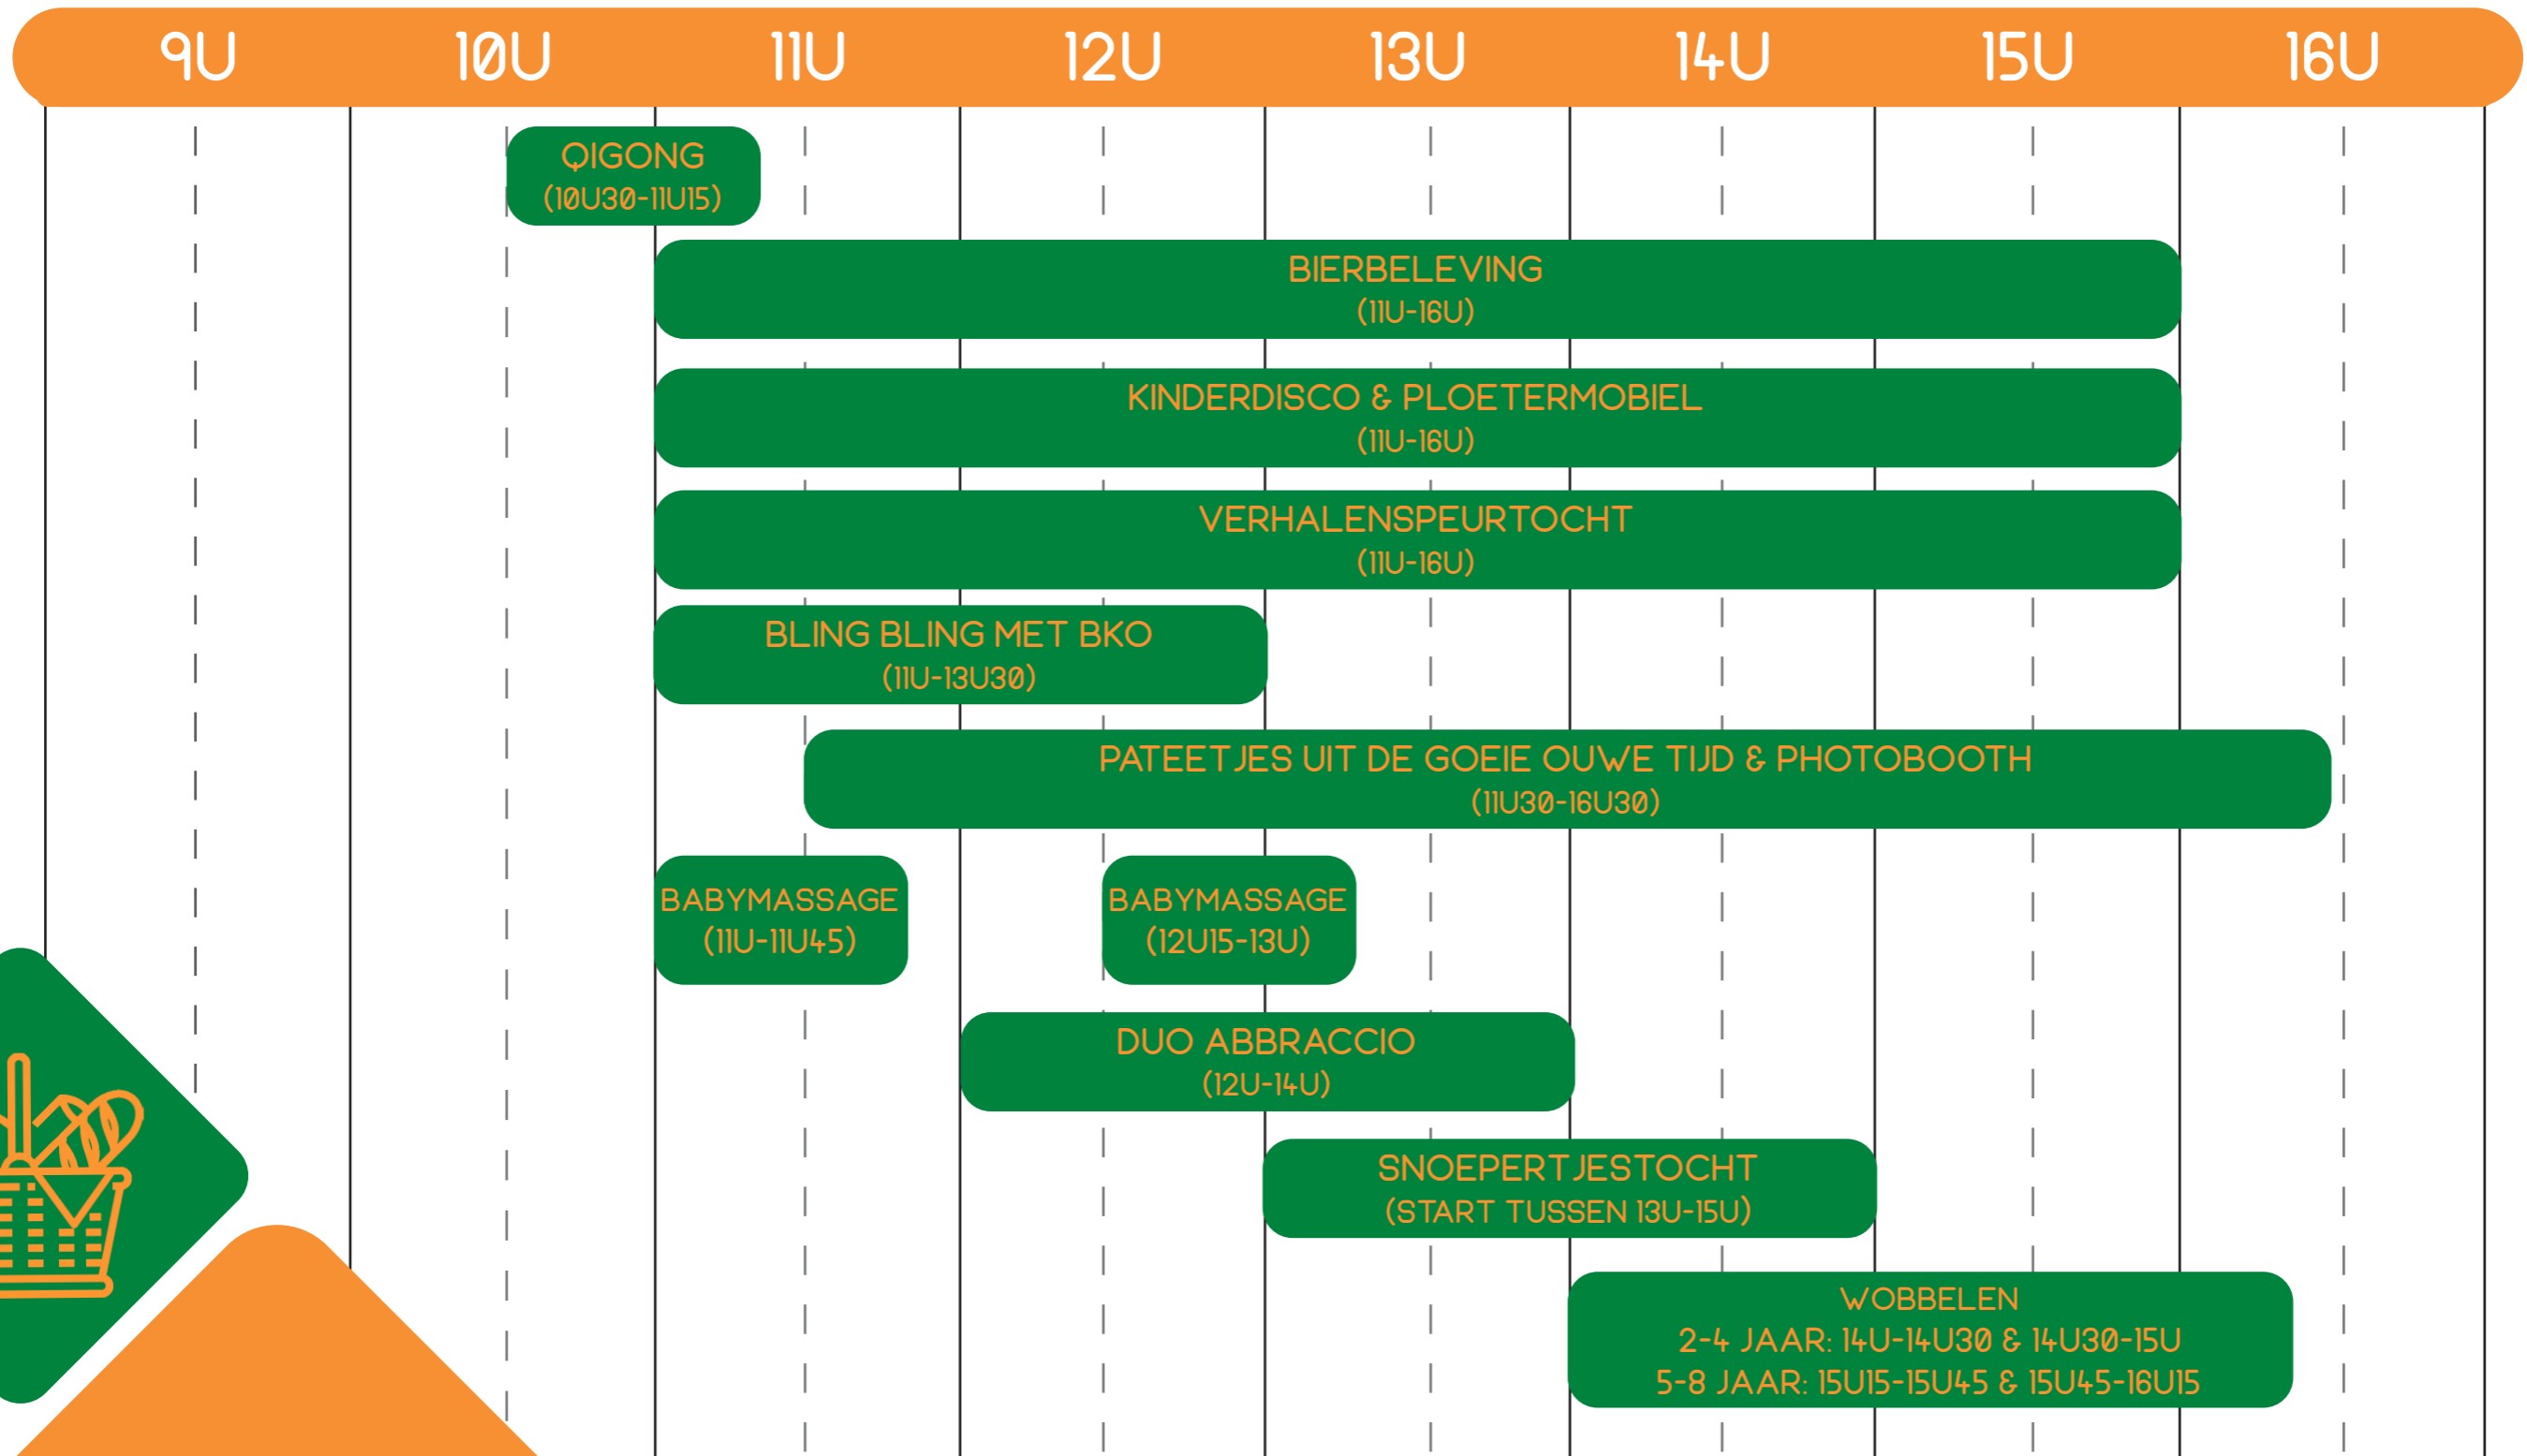 9U 10U 11U 12U 13U 14U 15U 16U
QIGONG
(10U30-11U15)
BIERBELEVING
(11U-16U)
KINDERDISCO & PLOETERMOBIEL
(11U-16U)
VERHALENSPEURTOCHT
(11U-16U)
BLING BLING MET BKO
(11U-13U30)
PATEETJES UIT DE GOEIE OUWE TIJD & PHOTOBOOTH
(11U30-16U30)
BABYMASSAGE
(11U-11U45)
BABYMASSAGE
(12U15-13U)
DUO ABBRACCIO
(12U-14U)
SNOEPERTJESTOCHT
(START TUSSEN 13U-15U)
WOBBELEN
2-4 JAAR: 14U-14U30 & 14U30-15U
5-8 JAAR: 15U15-15U45 & 15U45-16U15